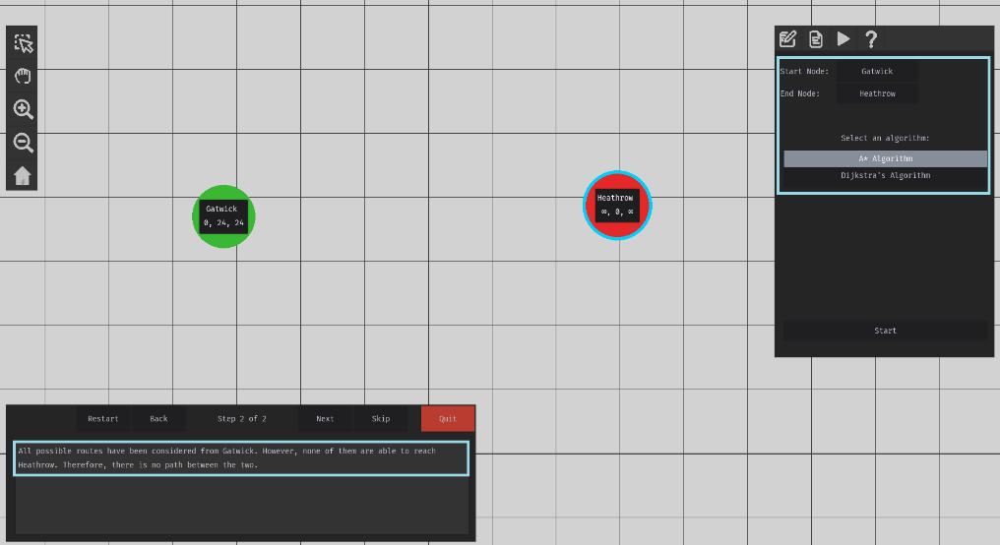 Start Node: Gatwick
End Node: Heathrow
Select an algorithm:
A* Algorithm
Dijkstra's Algorithm
Start
Gatwick
0, 24, 24
Heathrow
∞, 0, ∞
Restart Back Step 2 of 2 Next Skip Quit
All possible routes have been considered from Gatwick. However, none of them are able to reach
Heathrow. Therefore, there is no path between the two.